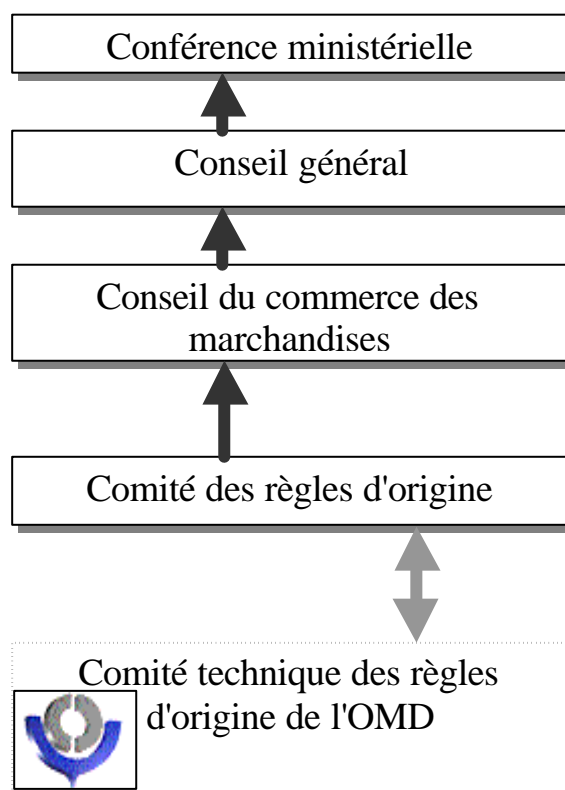 Conférence ministérielle
Conseil général
Conseil du commerce des
marchandises
Comité des règles d'origine
Comité technique des règles
d'origine de l'OMD